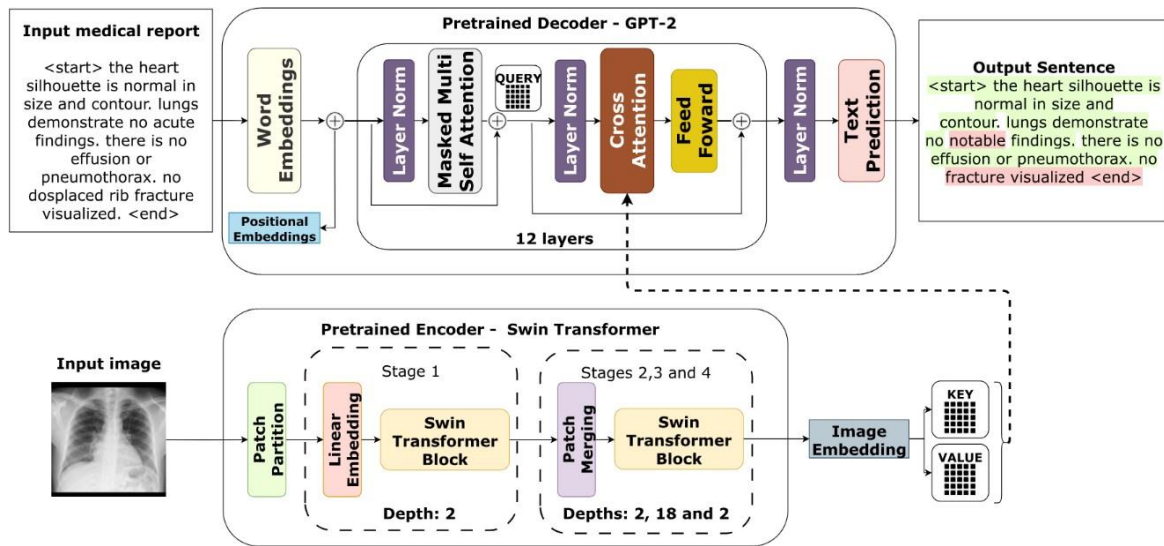 Pretrained Decoder - GPT-2
Input medical report
<start> the heart
silhouette is normal in
size and contour. lungs
demonstrate no acute
findings. there is no
effusion or
pneumothorax. no
dosplaced rib fracture
visualized. <end>
Word
Embeddings
Positional
Embeddings
Layer Norm
Masked Multi
Self Attention
QUERY
Layer Norm
Cross
Attention
Feed
Foward
12 layers
Layer Norm
Text
Prediction
Output Sentence
<start> the heart silhouette is
normal in size and
contour. lungs demonstrate
no notable findings. there is no
effusion or pneumothorax. no
fracture visualized <end>
Pretrained Encoder - Swin Transformer
Input image
Patch
Partition
Stage 1
Linear
Embedding
Swin
Transformer
Block
Depth: 2
Stages 2,3 and 4
Patch
Merging
Swin
Transformer
Block
Depths: 2, 18 and 2
Image
Embedding
KEY
VALUE